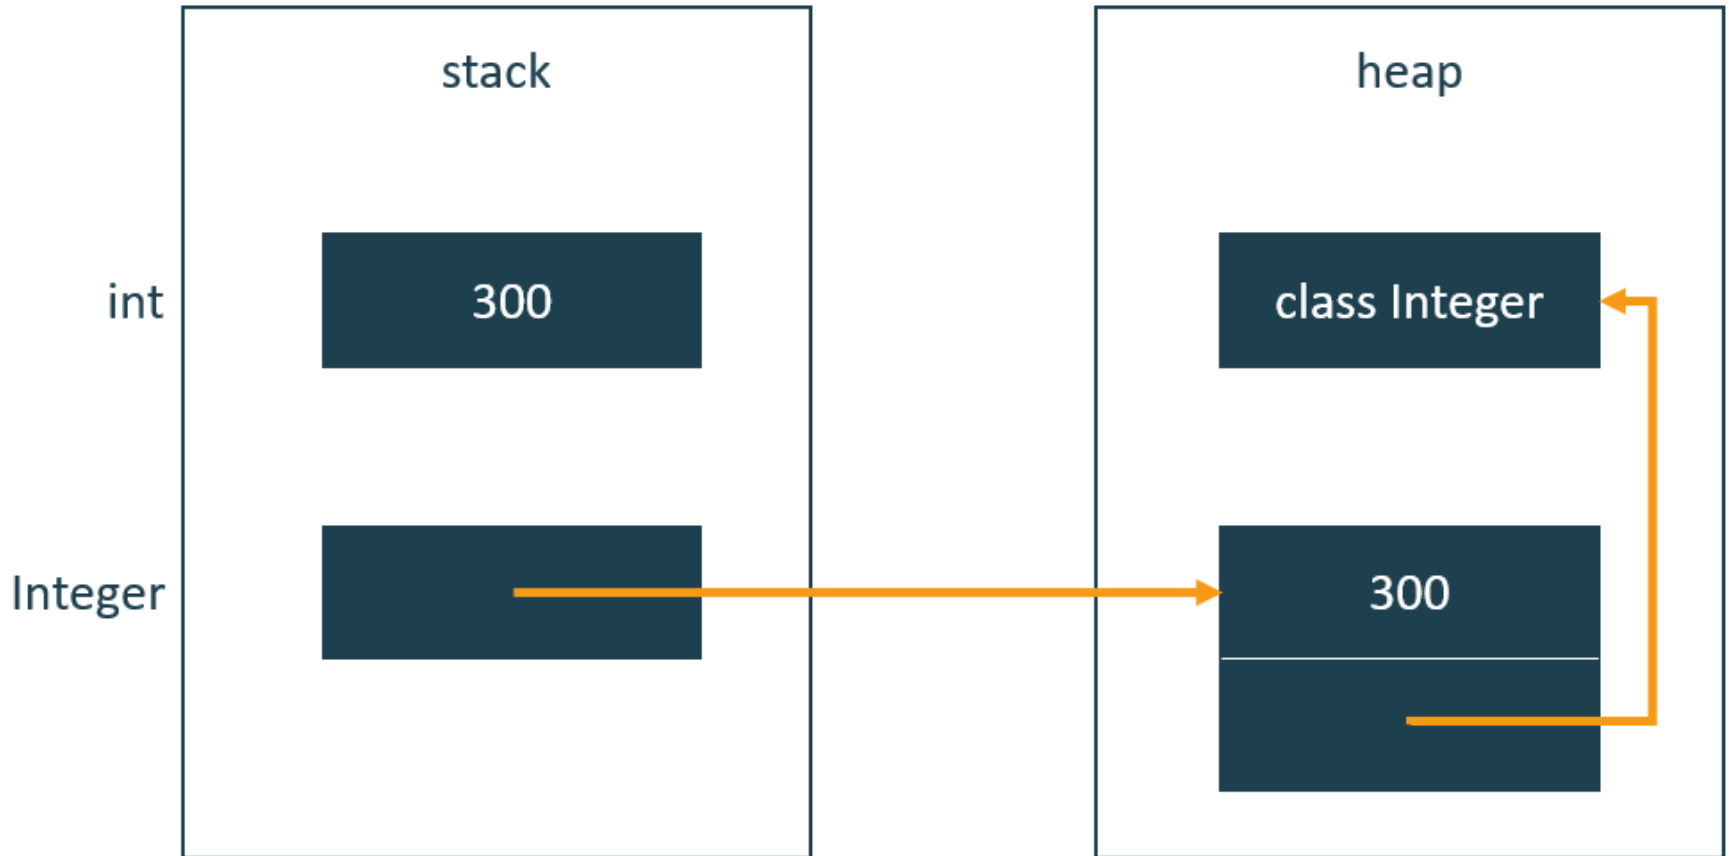 stack
heap
int
300
class Integer
Integer
300